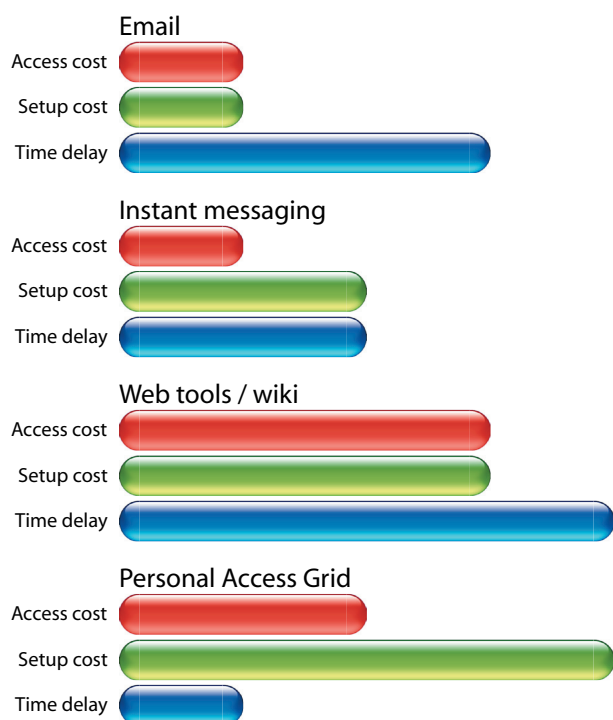 Email
Access cost
Setup cost
Time delay
Instant messaging
Access cost
Setup cost
Time delay
Web tools / wiki
Access cost
Setup cost
Time delay
Personal Access Grid
Access cost
Setup cost
Time delay